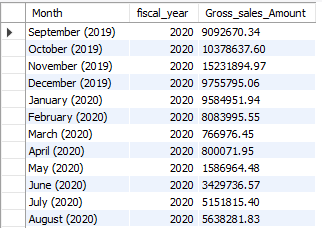 Month fiscal_year Gross_sales_Amount
September (2019) 2020 9092670.34
October (2019) 2020 10378637.60
November (2019) 2020 15231894.97
December (2019) 2020 9755795.06
January (2020) 2020 9584951.94
February (2020) 2020 8083995.55
March (2020) 2020 766976.45
April (2020) 2020 800071.95
May (2020) 2020 1586964.48
June (2020) 2020 3429736.57
July (2020) 2020 5151815.40
August (2020) 2020 5638281.83